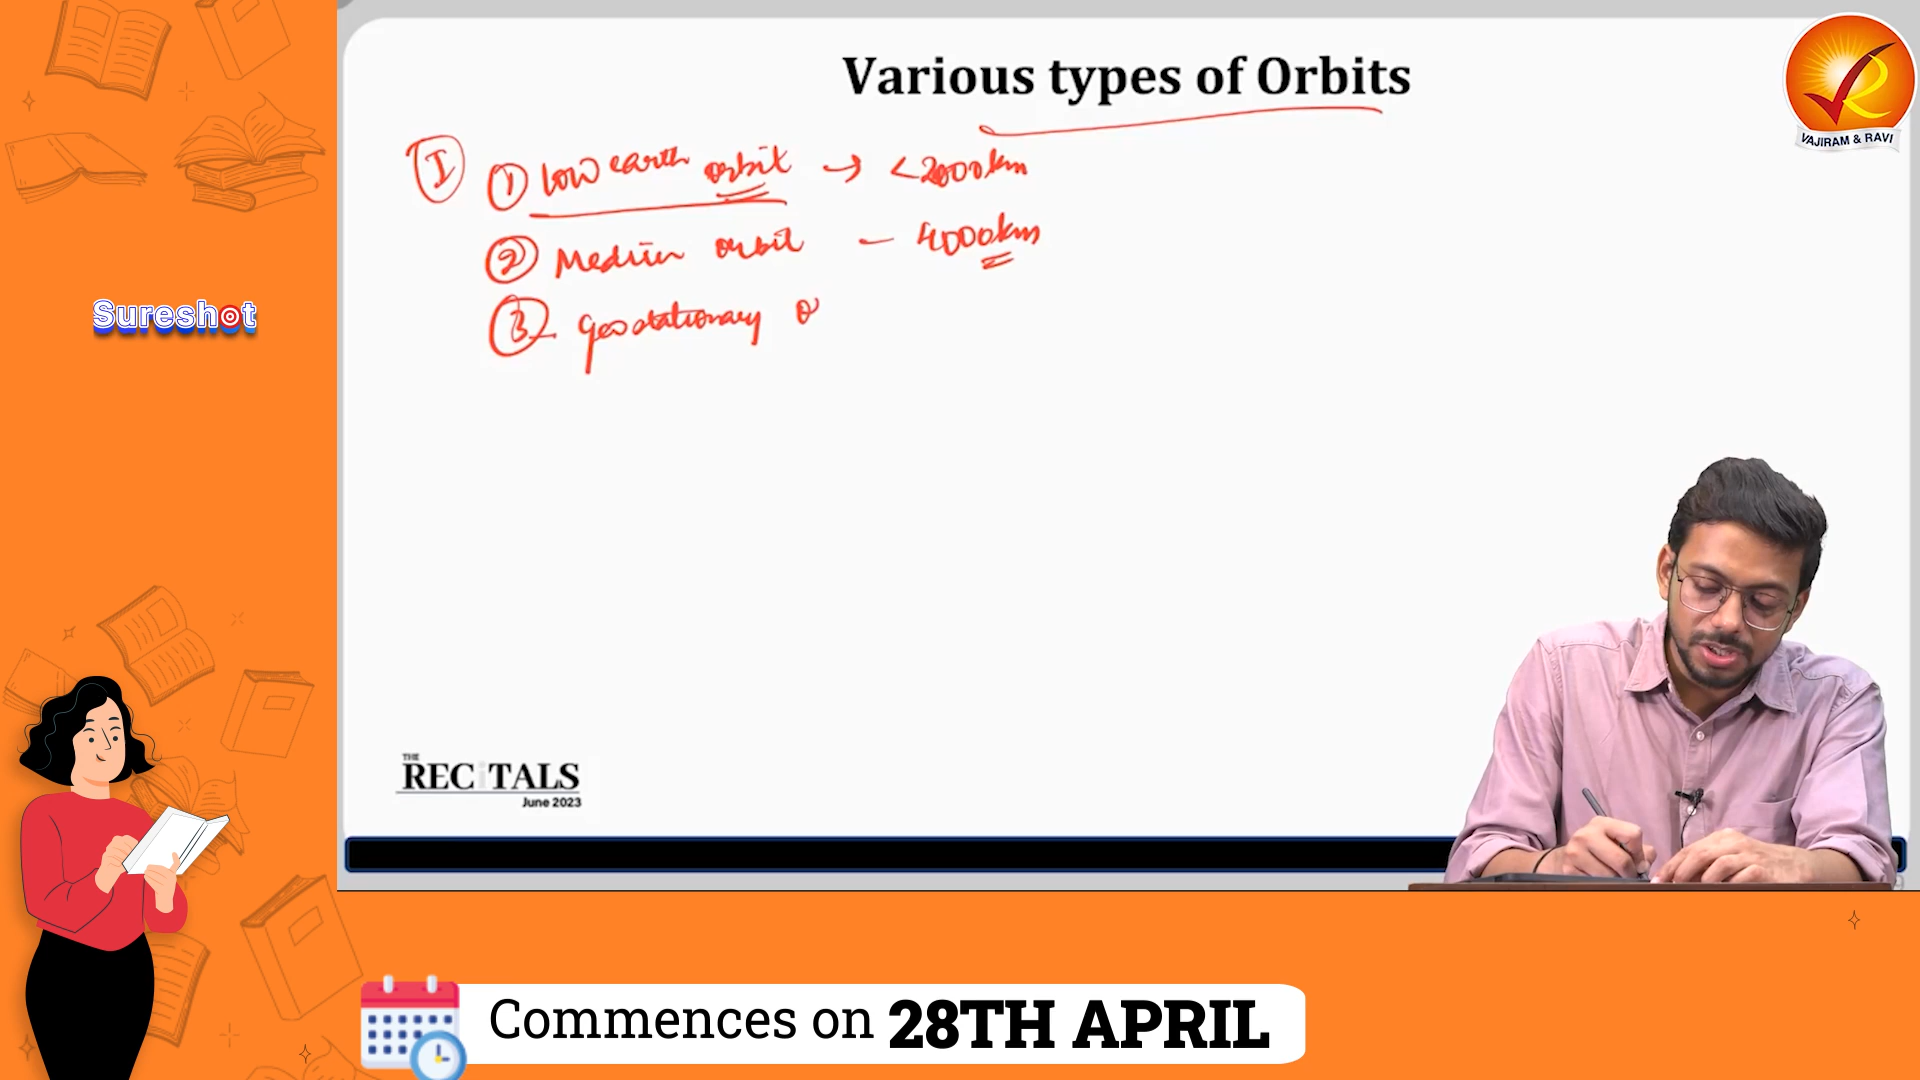 Various types of Orbits
VAJIRAM & RAVI
I ① low earth orbit → <2000km
② Medium orbit – 4000km
③ geostationary o
Sureshot
THE
RECiTALS
June 2023
Commences on 28TH APRIL